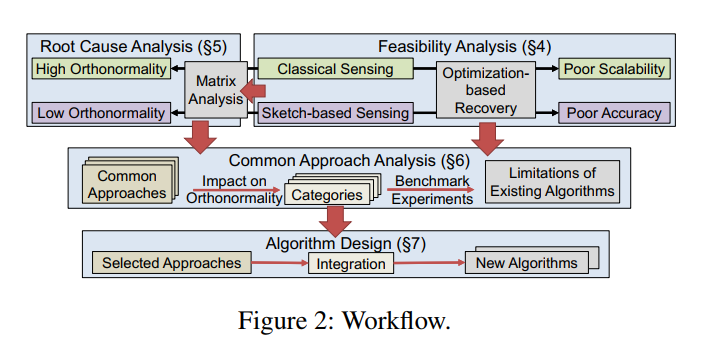 Root Cause Analysis (§5)
High Orthonormality
Low Orthonormality
Matrix
Analysis
Feasibility Analysis (§4)
Classical Sensing
Sketch-based Sensing
Optimization-
based
Recovery
Poor Scalability
Poor Accuracy
Common Approach Analysis (§6)
Common
Approaches
Impact on
Orthonormality
Categories
Benchmark
Experiments
Limitations of
Existing Algorithms
Algorithm Design (§7)
Selected Approaches
Integration
New Algorithms
Figure 2: Workflow.